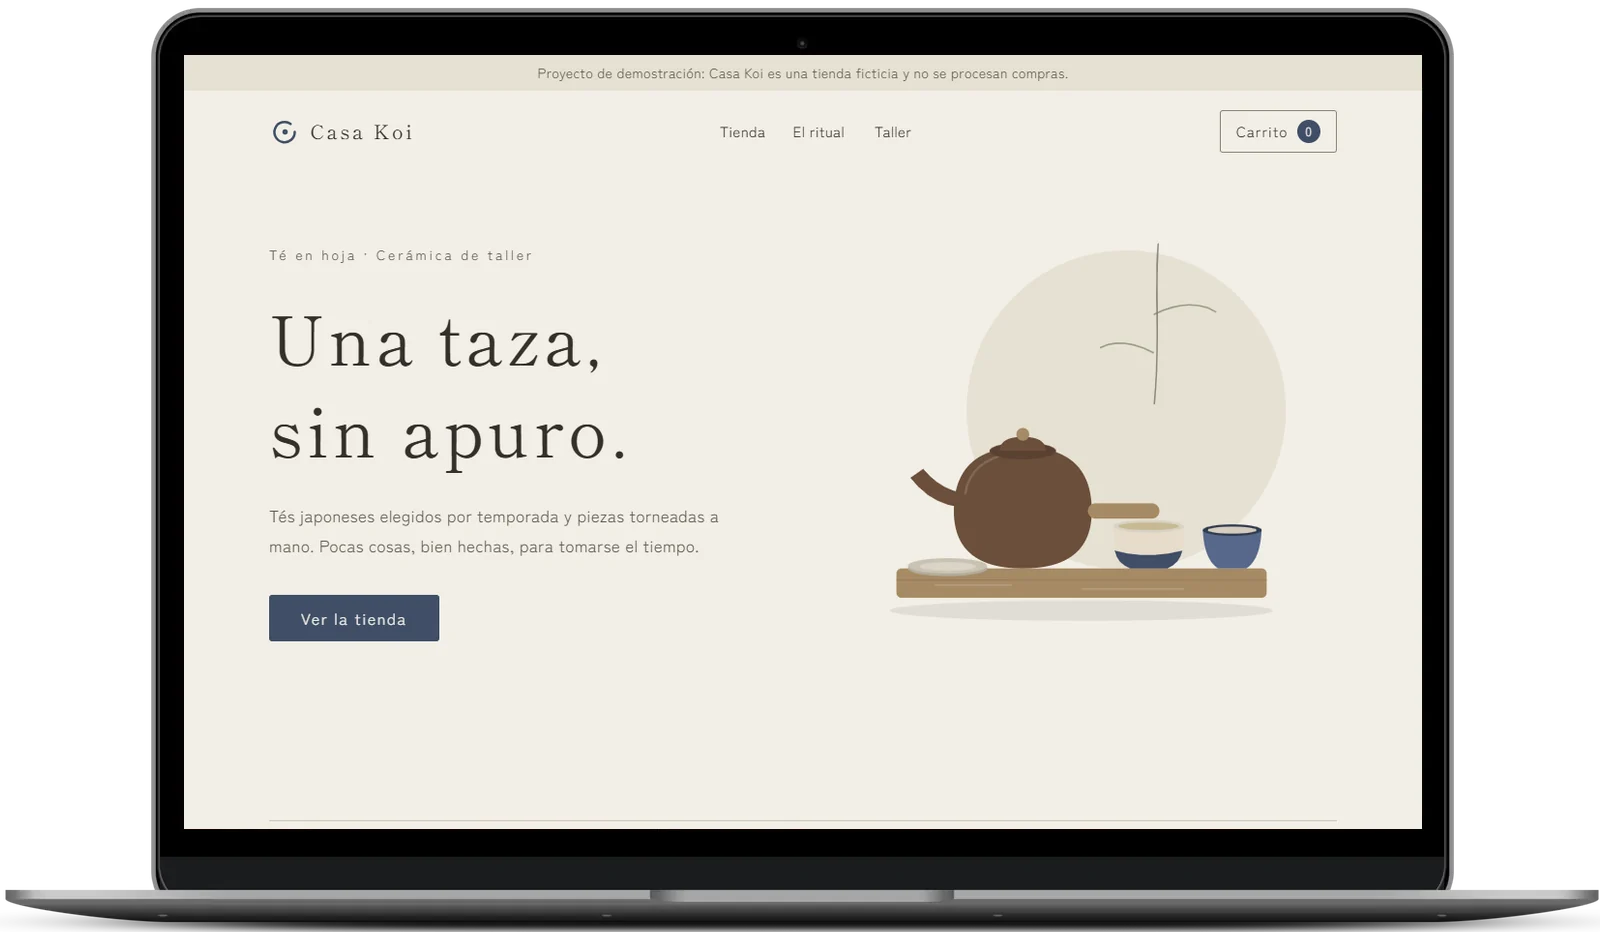 Proyecto de demostración: Casa Koi es una tienda ficticia y no se procesan compras.
Casa Koi
Tienda
El ritual
Taller
Carrito 0
Té en hoja · Cerámica de taller
Una taza,
sin apuro.
Tés japoneses elegidos por temporada y piezas torneadas a
mano. Pocas cosas, bien hechas, para tomarse el tiempo.
Ver la tienda